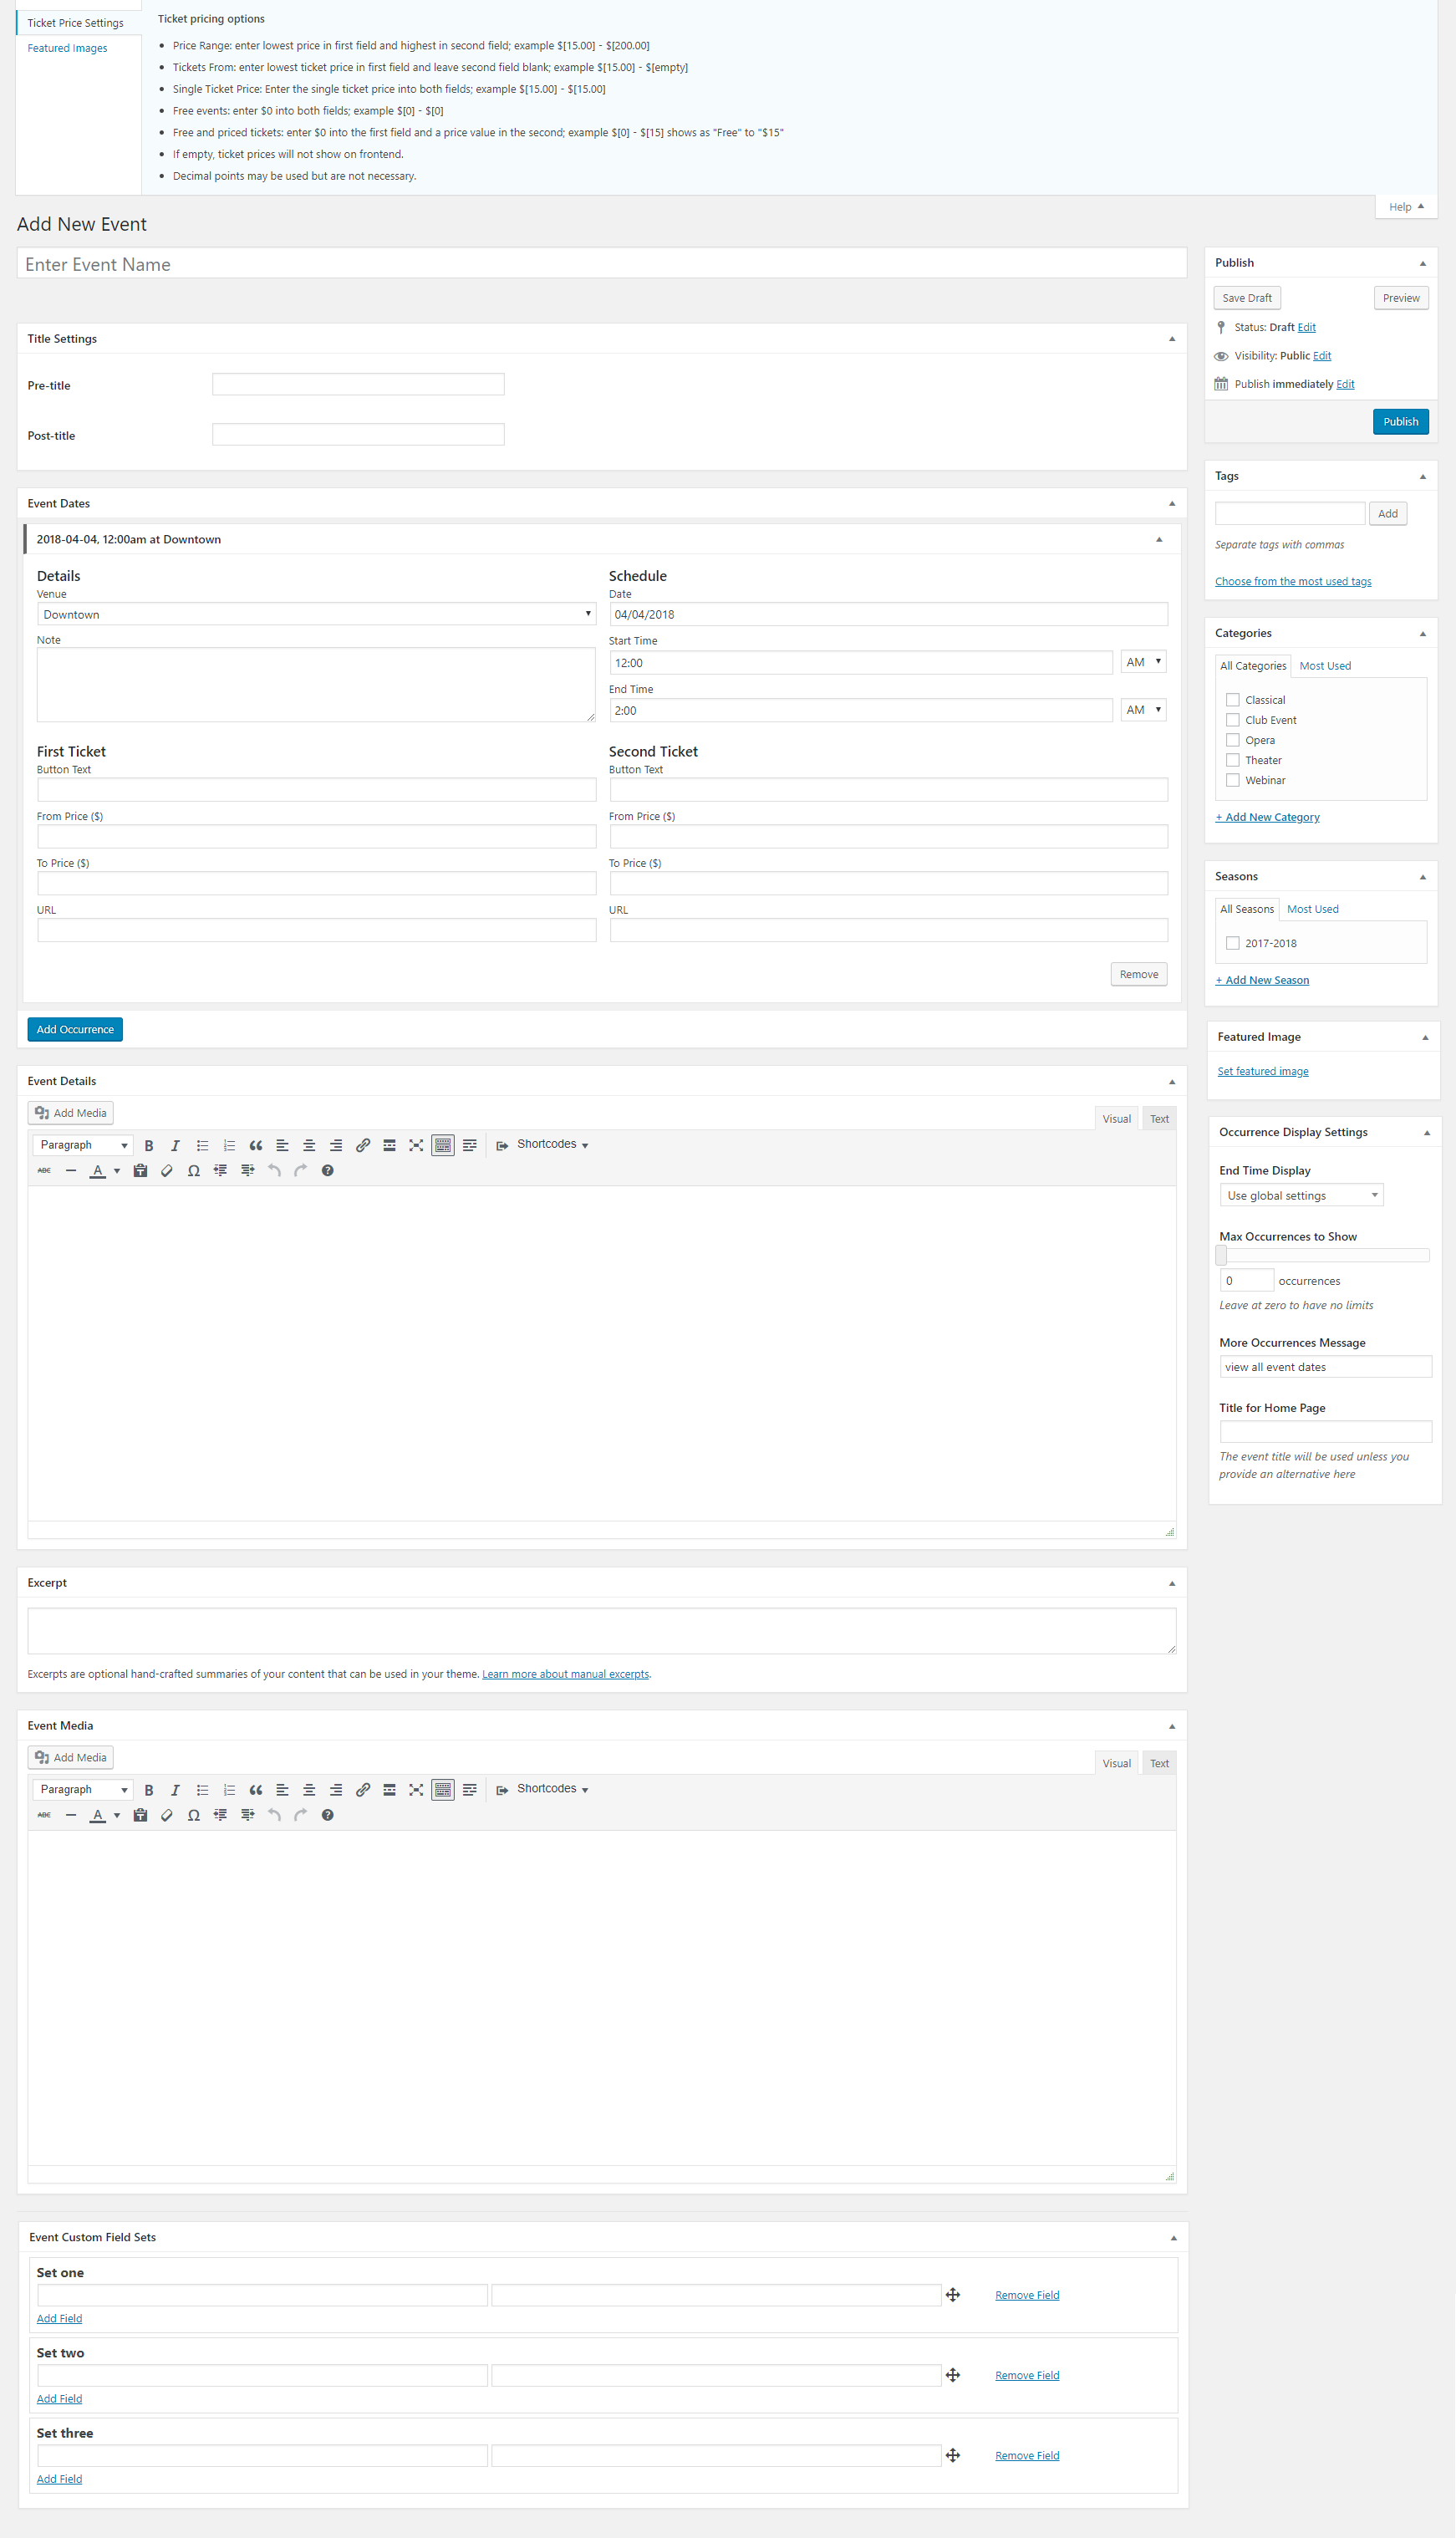 Ticket Price Settings
Featured Images
Ticket pricing options
Price Range: enter lowest price in first field and highest in second field; example $[15.00] - $[200.00]
Tickets From: enter lowest ticket price in first field and leave second field blank; example $[15.00] - $[empty]
Single Ticket Price: Enter the single ticket price into both fields; example $[15.00] - $[15.00]
Free events: enter $0 into both fields; example $[0] - $[0]
Free and priced tickets: enter $0 into the first field and a price value in the second; example $[0] - $[15] shows as "Free" to "$15"
If empty, ticket prices will not show on frontend.
Decimal points may be used but are not necessary.
Help
Add New Event
Enter Event Name
Title Settings
Pre-title
Post-title
Event Dates
2018-04-04, 12:00am at Downtown
Details
Venue
Downtown
Note
Schedule
Date
04/04/2018
Start Time
12:00 AM
End Time
2:00 AM
First Ticket
Button Text
From Price ($)
To Price ($)
URL
Second Ticket
Button Text
From Price ($)
To Price ($)
URL
Remove
Add Occurrence
Event Details
Add Media
Visual Text
Paragraph B I Shortcodes
ABC A Ω
Excerpt
Excerpts are optional hand-crafted summaries of your content that can be used in your theme. Learn more about manual excerpts.
Event Media
Add Media
Visual Text
Paragraph B I Shortcodes
ABC A Ω
Event Custom Field Sets
Set one
Remove Field
Add Field
Set two
Remove Field
Add Field
Set three
Remove Field
Add Field
Publish
Save Draft Preview
Status: Draft Edit
Visibility: Public Edit
Publish immediately Edit
Publish
Tags
Add
Separate tags with commas
Choose from the most used tags
Categories
All Categories Most Used
Classical
Club Event
Opera
Theater
Webinar
+ Add New Category
Seasons
All Seasons Most Used
2017-2018
+ Add New Season
Featured Image
Set featured image
Occurrence Display Settings
End Time Display
Use global settings
Max Occurrences to Show
0 occurrences
Leave at zero to have no limits
More Occurrences Message
view all event dates
Title for Home Page
The event title will be used unless you
provide an alternative here